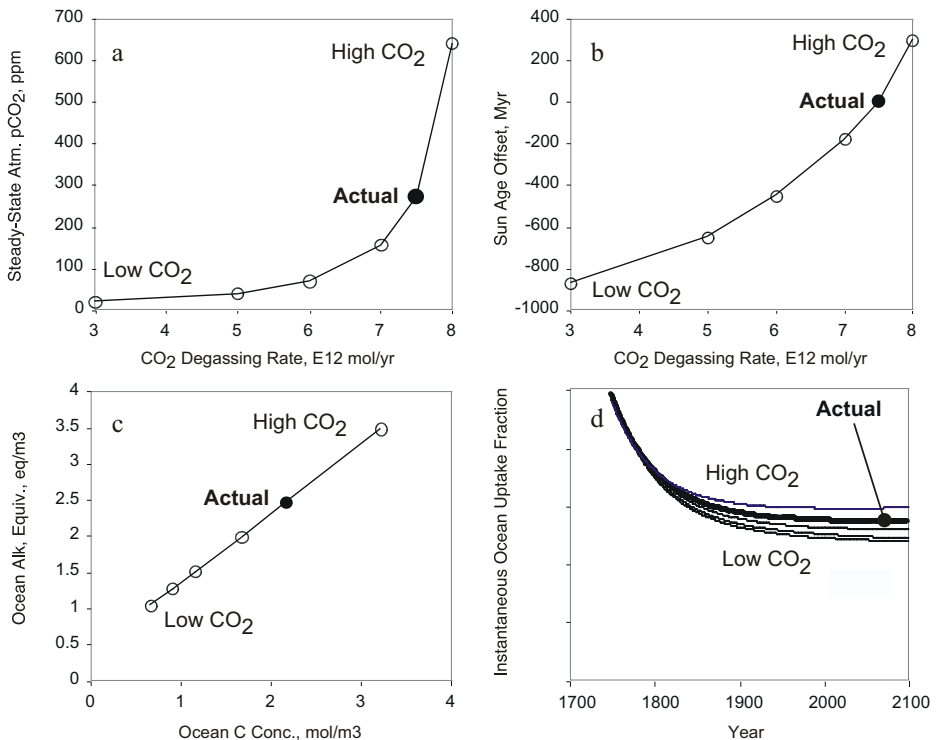 a
Steady-State Atm. pCO2, ppm
700
600
500
400
300
200
100
0
High CO2
Actual
Low CO2
3 4 5 6 7 8
CO2 Degassing Rate, E12 mol/yr
b
Sun Age Offset, Myr
400
200
0
-200
-400
-600
-800
-1000
High CO2
Actual
Low CO2
3 4 5 6 7 8
CO2 Degassing Rate, E12 mol/yr
c
Ocean Alk, Equiv., eq/m3
4
3.5
3
2.5
2
1.5
1
0.5
0
High CO2
Actual
Low CO2
0 1 2 3 4
Ocean C Conc., mol/m3
d
Instantaneous Ocean Uptake Fraction
Actual
High CO2
Low CO2
1700 1800 1900 2000 2100
Year